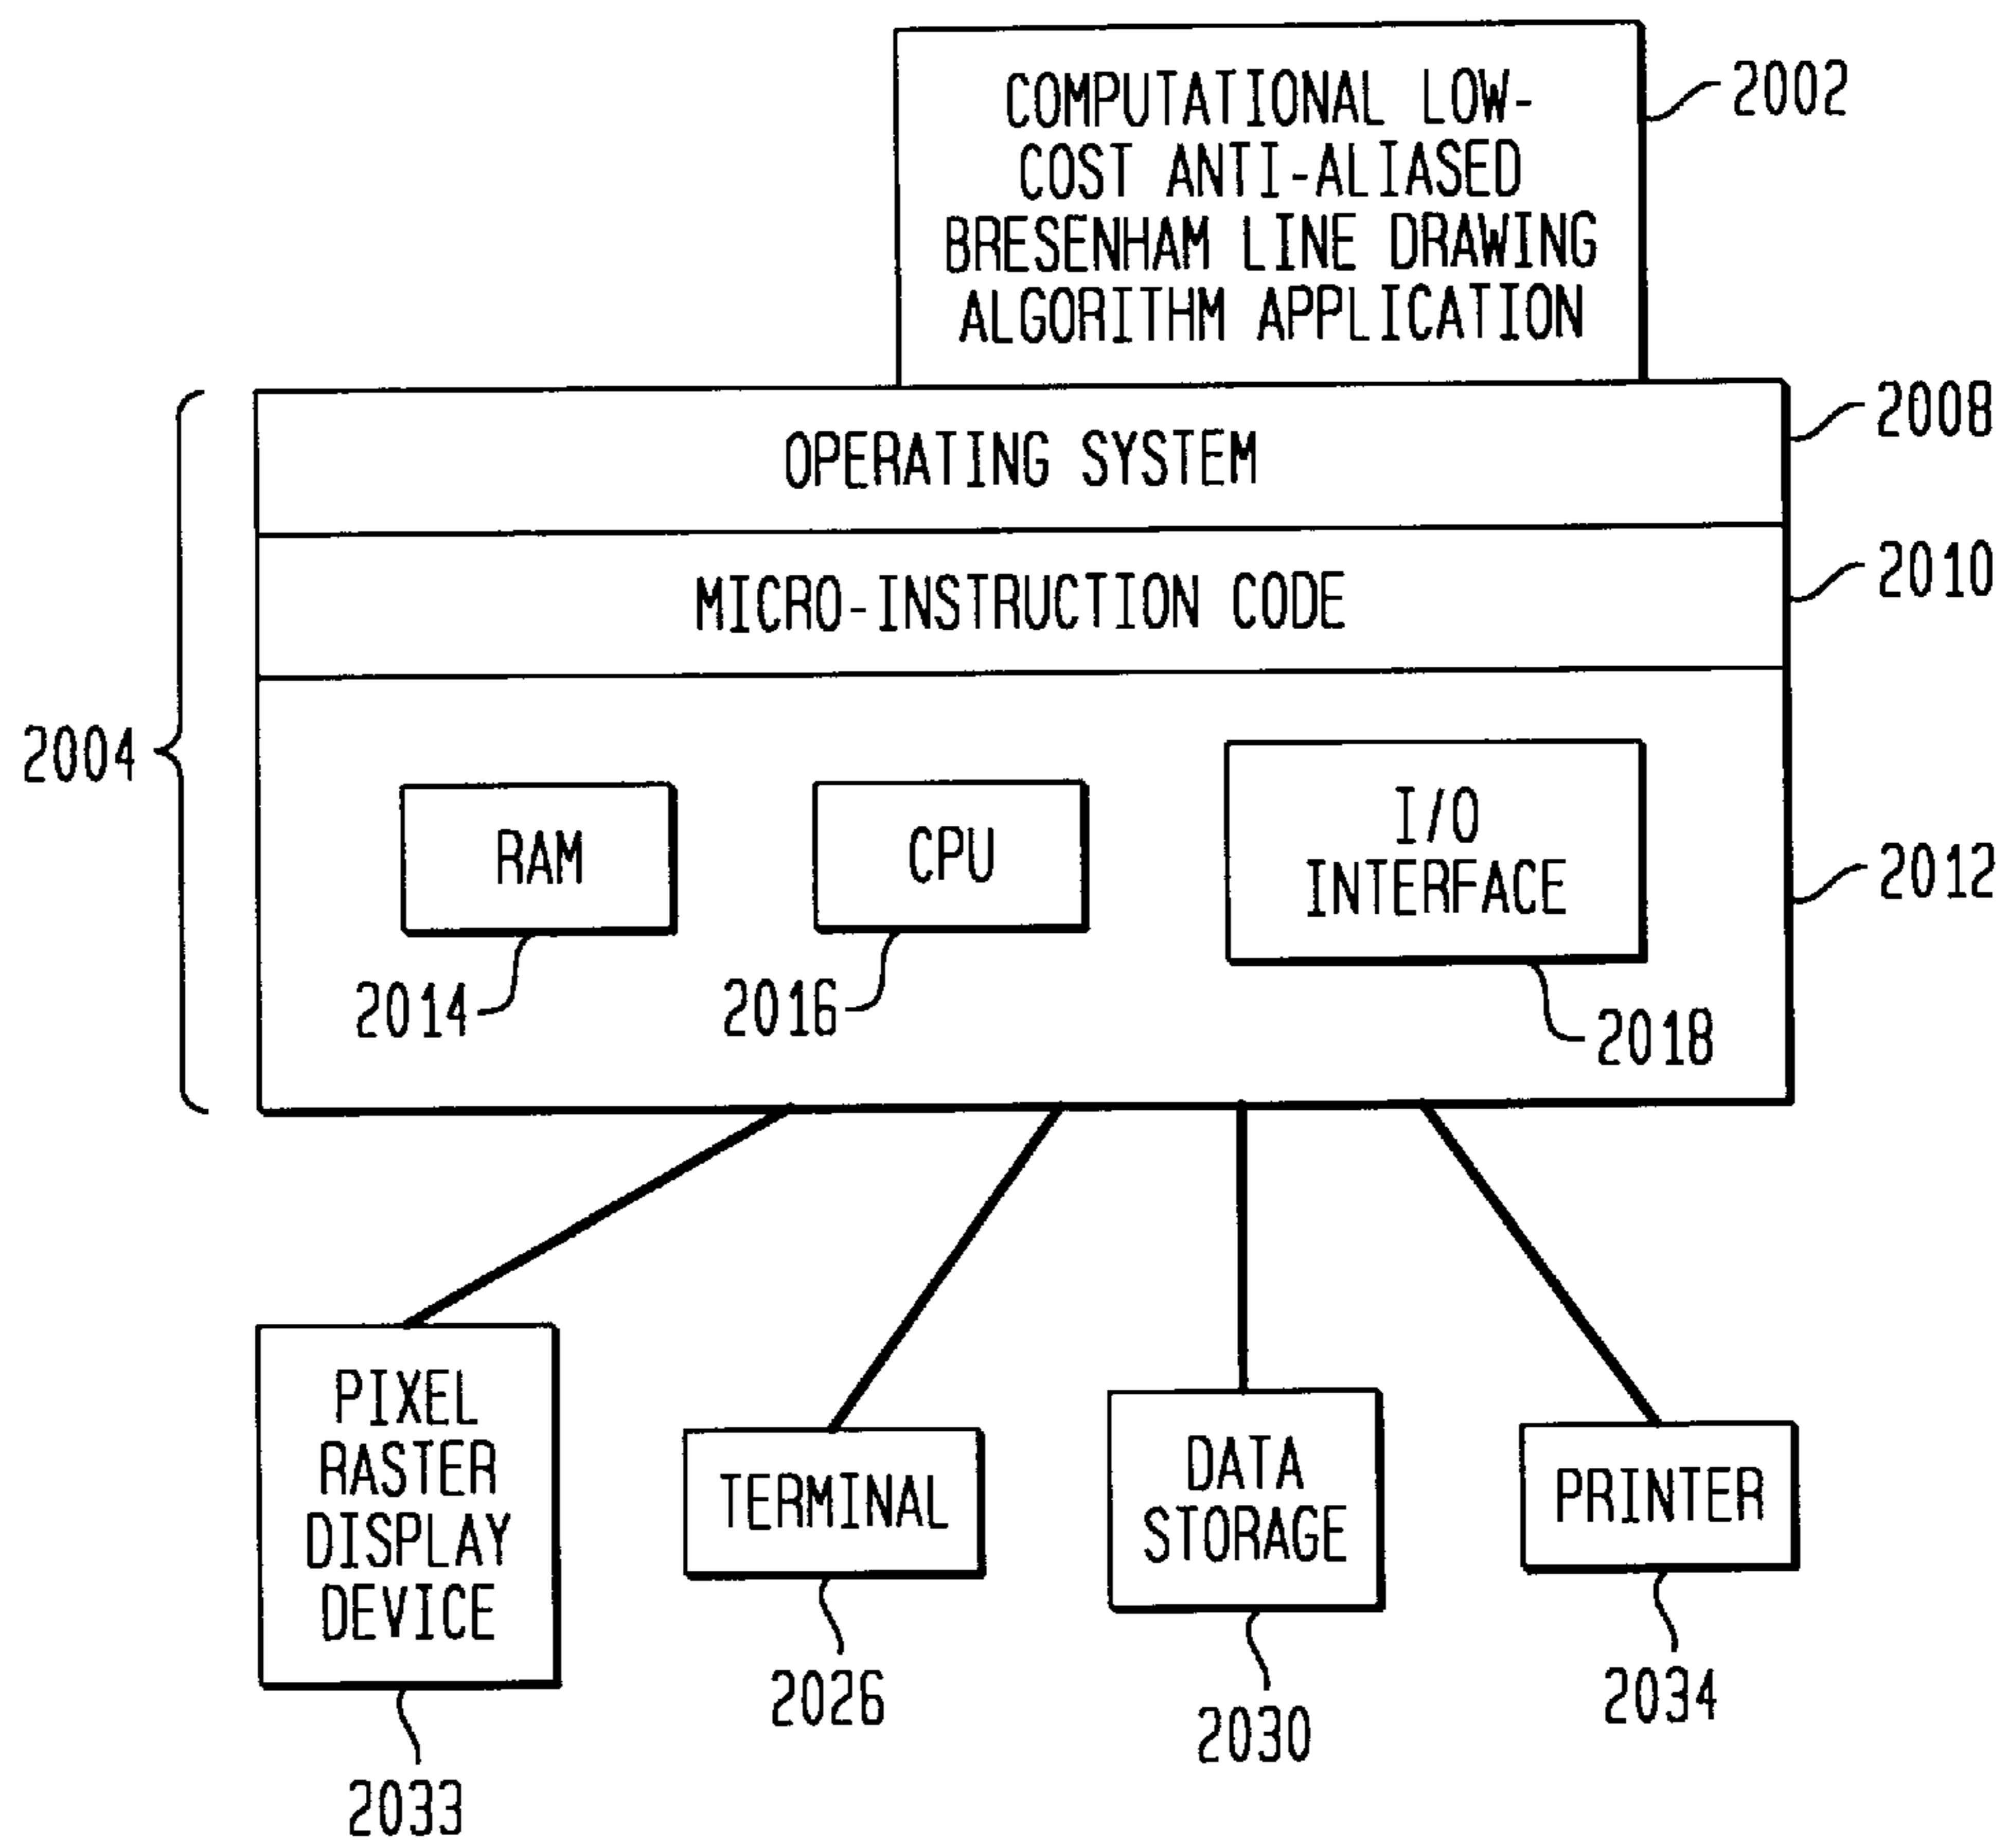 COMPUTATIONAL LOW-
COST ANTI-ALIASED
BRESENHAM LINE DRAWING
ALGORITHM APPLICATION
2002
OPERATING SYSTEM
2008
MICRO-INSTRUCTION CODE
2010
2004
RAM
CPU
I/O
INTERFACE
2012
2014
2016
2018
PIXEL
RASTER
DISPLAY
DEVICE
TERMINAL
DATA
STORAGE
PRINTER
2033
2026
2030
2034